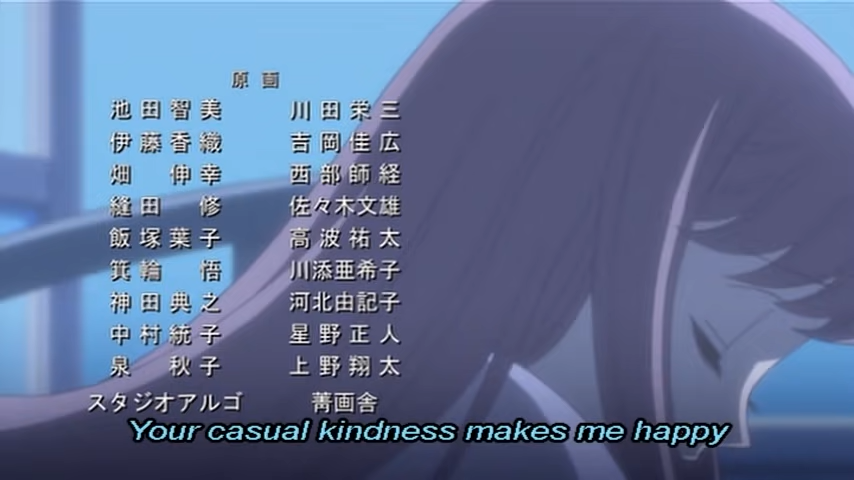 原画
池田智美 川田栄三
伊藤香織 吉岡佳広
畑 伸幸 西部師経
縫田 修 佐々木文雄
飯塚葉子 高波祐太
箕輪 悟 川添亜希子
神田典之 河北由記子
中村統子 星野正人
泉 秋子 上野翔太
スタジオアルゴ 菁画舎
Your casual kindness makes me happy